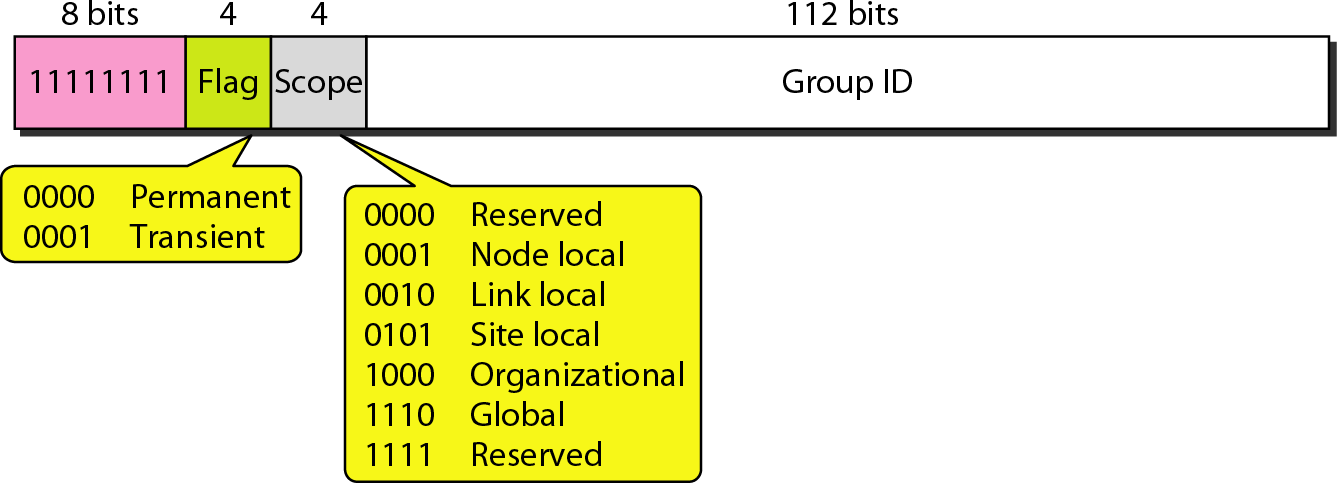 8 bits 4 4 112 bits
11111111 Flag Scope Group ID
0000 Permanent
0001 Transient
0000 Reserved
0001 Node local
0010 Link local
0101 Site local
1000 Organizational
1110 Global
1111 Reserved